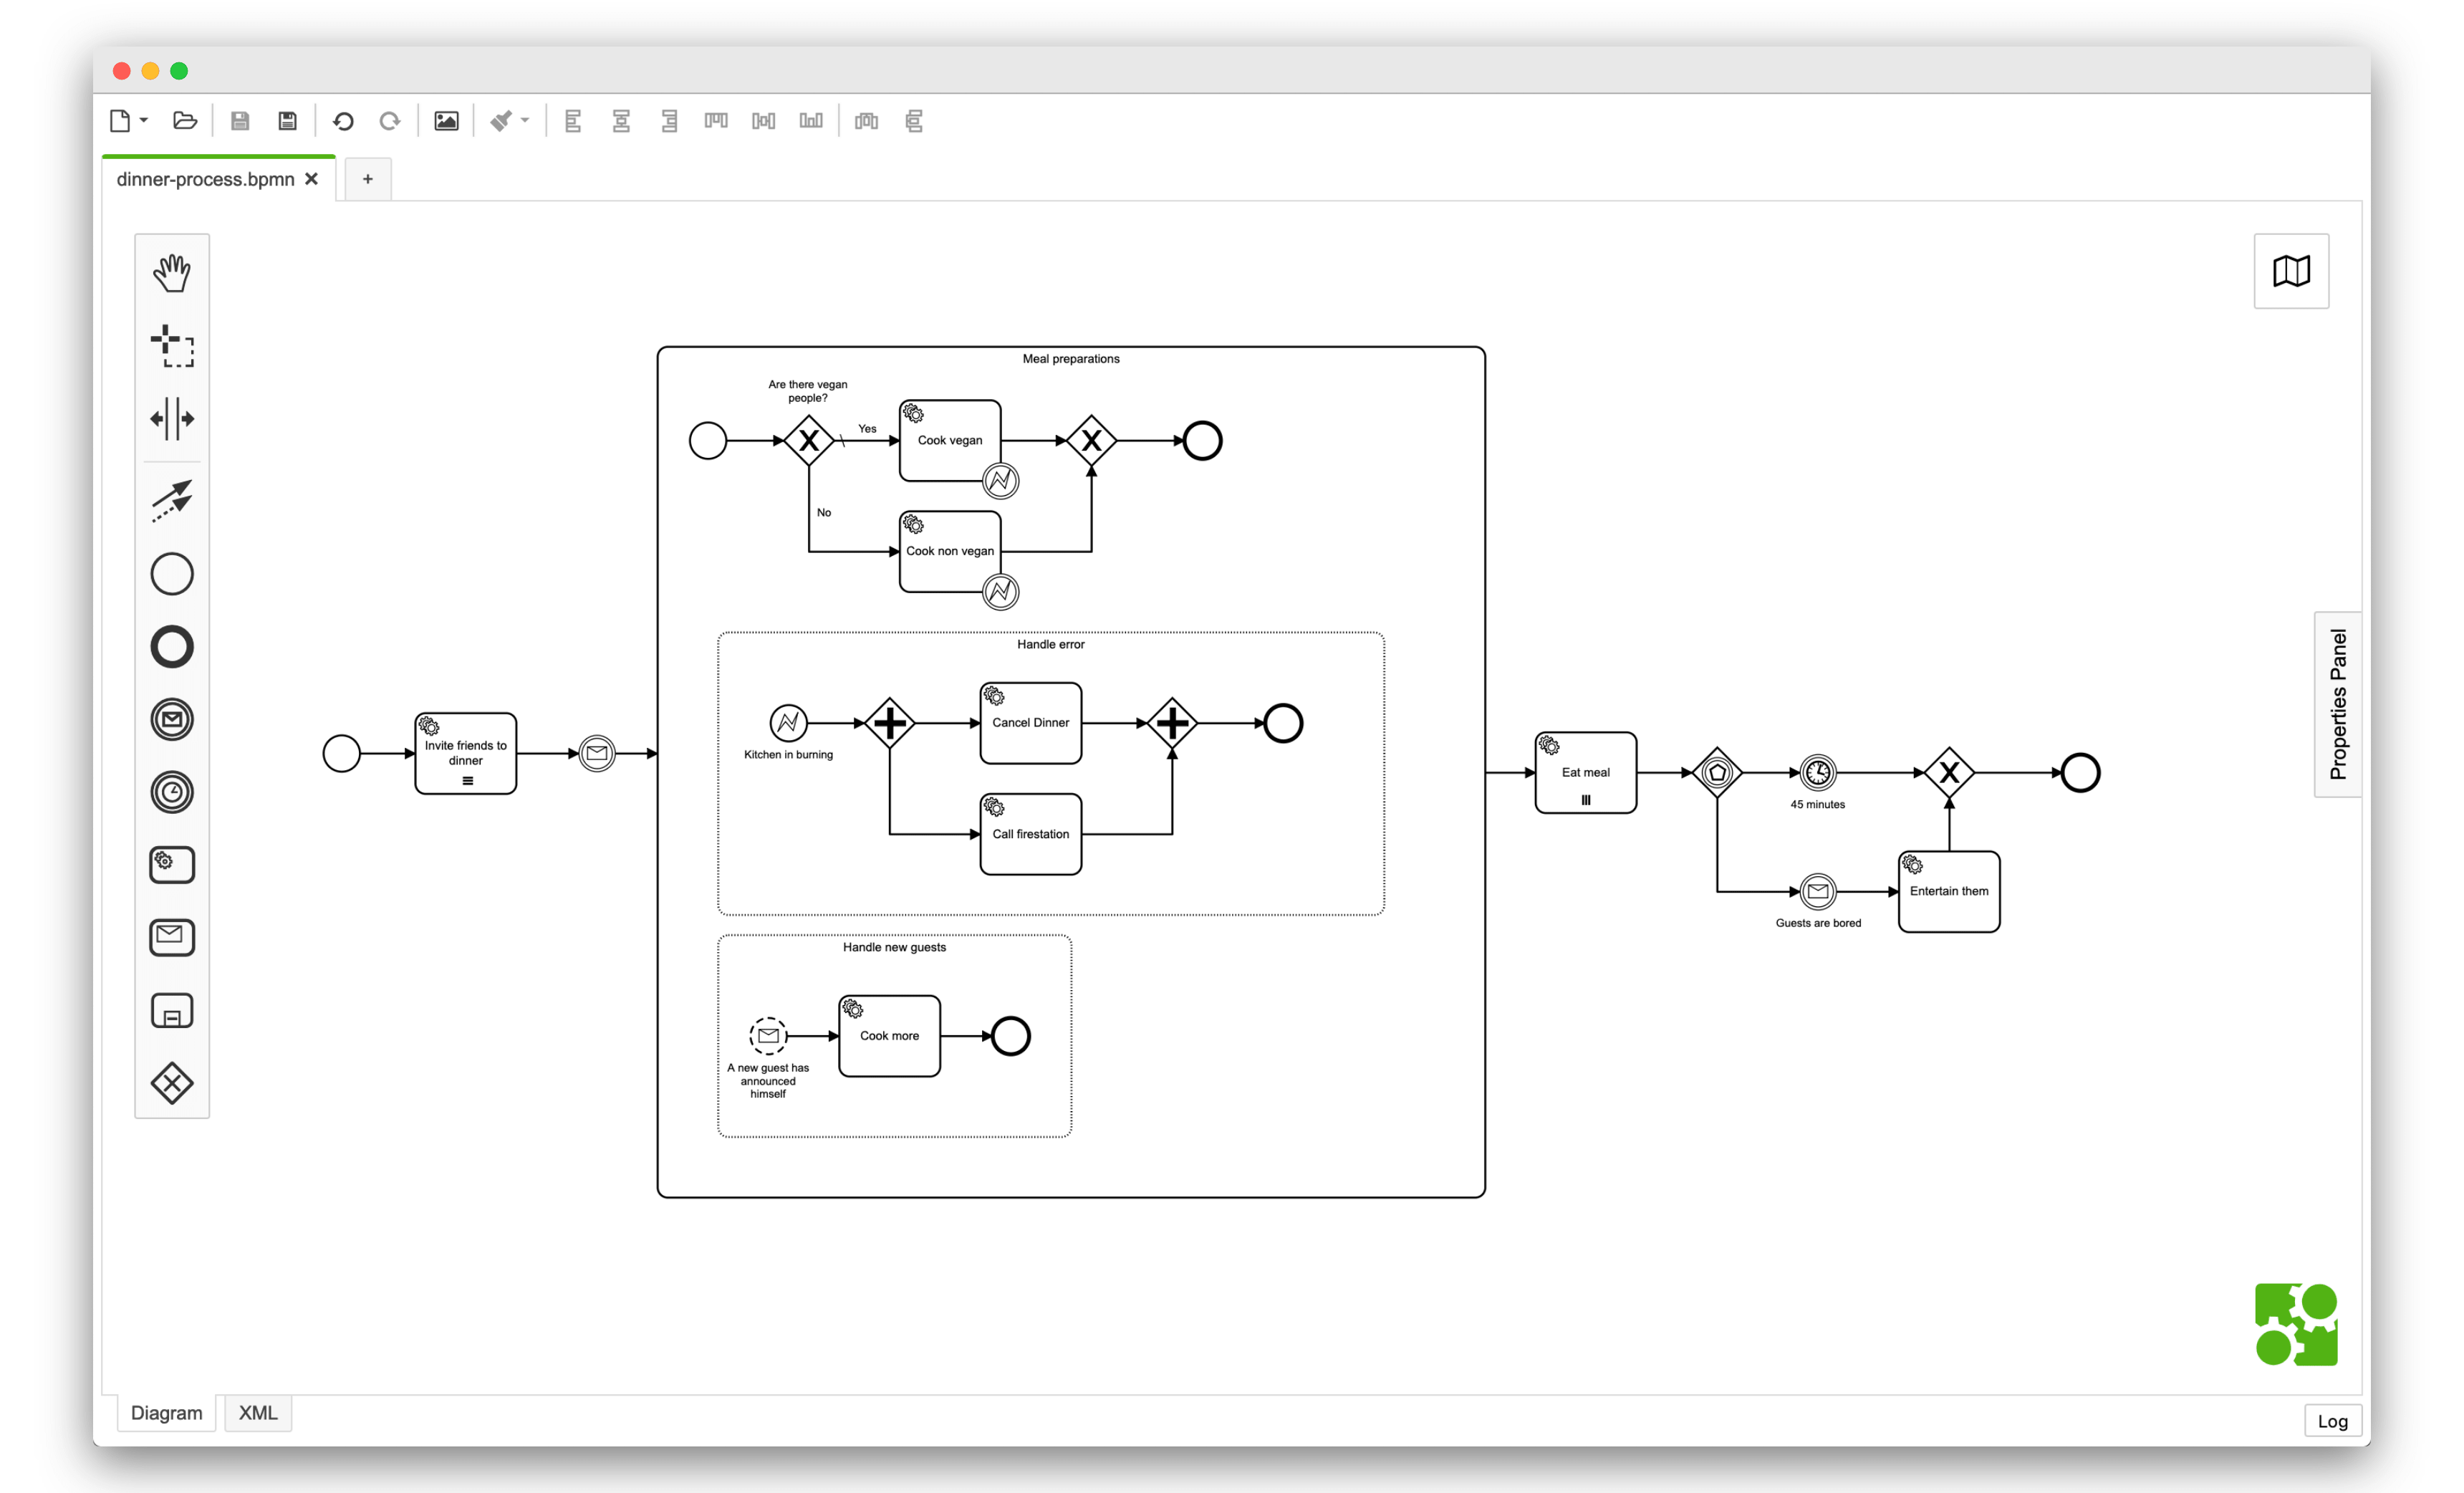 dinner-process.bpmn
+
Meal preparations
Are there vegan
people?
Yes
Cook vegan
No
Cook non vegan
Handle error
Kitchen in burning
Cancel Dinner
Call firestation
Invite friends to
dinner
Handle new guests
Cook more
A new guest has
announced
himself
Eat meal
45 minutes
Guests are bored
Entertain them
Properties Panel
Diagram
XML
Log